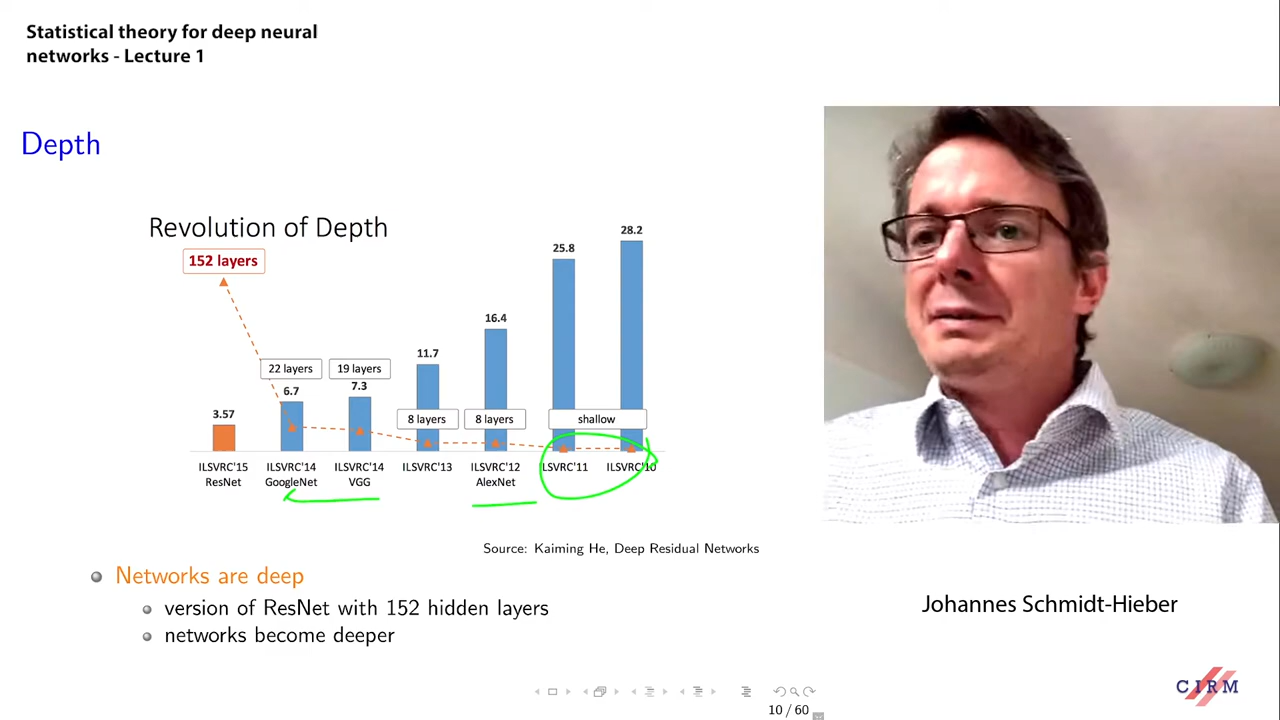 Statistical theory for deep neural
networks - Lecture 1
Depth
Revolution of Depth
152 layers
22 layers
19 layers
8 layers
8 layers
shallow
3.57
6.7
7.3
11.7
16.4
25.8
28.2
ILSVRC'15
ResNet
ILSVRC'14
GoogleNet
ILSVRC'14
VGG
ILSVRC'13
ILSVRC'12
AlexNet
ILSVRC'11
ILSVRC'10
Source: Kaiming He, Deep Residual Networks
Networks are deep
version of ResNet with 152 hidden layers
networks become deeper
Johannes Schmidt-Hieber
CIRM
10 / 60